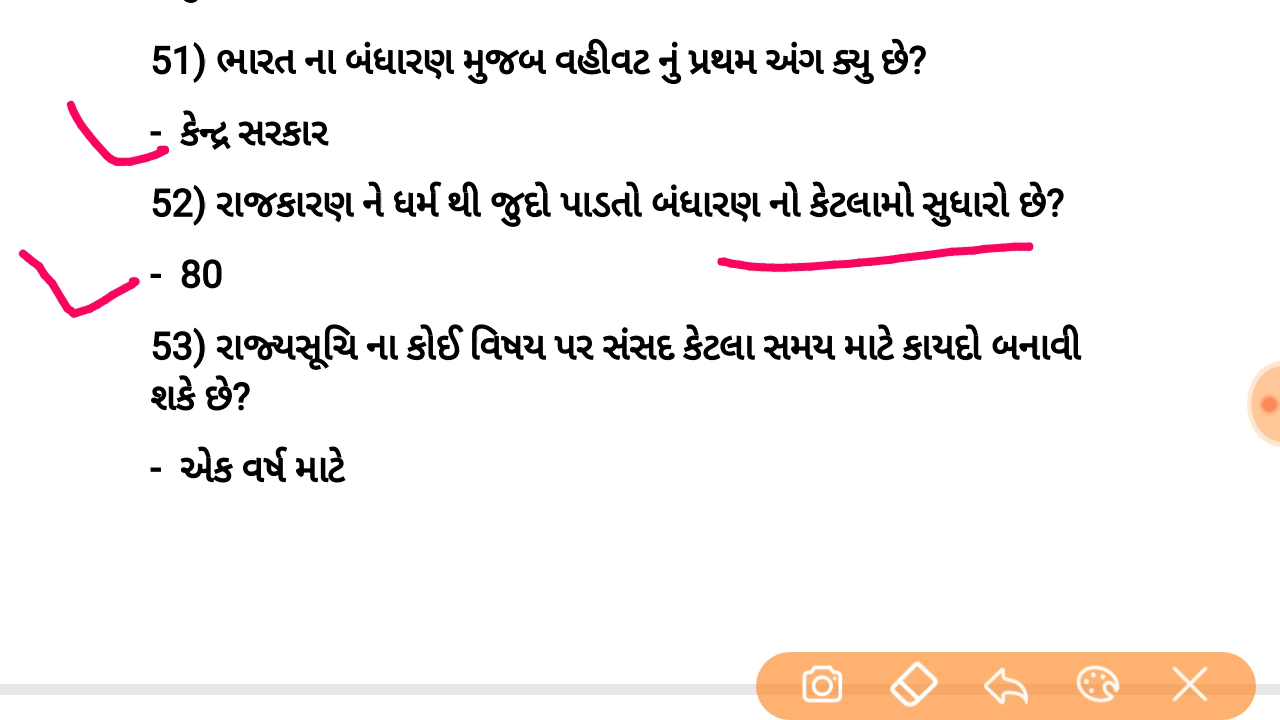 51) ભારત ના બંધારણ મુજબ વહીવટ નું પ્રથમ અંગ ક્યુ છે?
- કેન્દ્ર સરકાર
52) રાજકારણ ને ધર્મ થી જુદો પાડતો બંધારણ નો કેટલામો સુધારો છે?
- 80
53) રાજ્યસૂચિ ના કોઈ વિષય પર સંસદ કેટલા સમય માટે કાયદો બનાવી
શકે છે?
- એક વર્ષ માટે